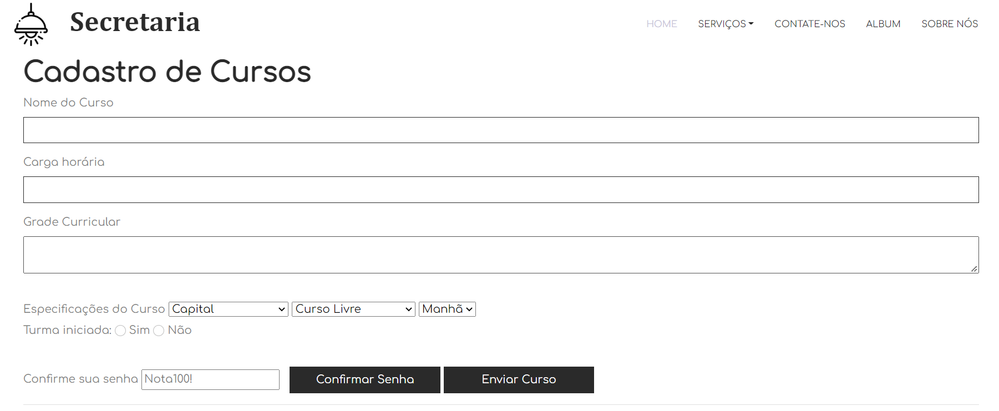 Secretaria
HOME SERVIÇOS CONTATE-NOS ALBUM SOBRE NÓS
Cadastro de Cursos
Nome do Curso
Carga horária
Grade Curricular
Especificações do Curso Capital Curso Livre Manhã
Turma iniciada: Sim Não
Confirme sua senha Nota100! Confirmar Senha Enviar Curso